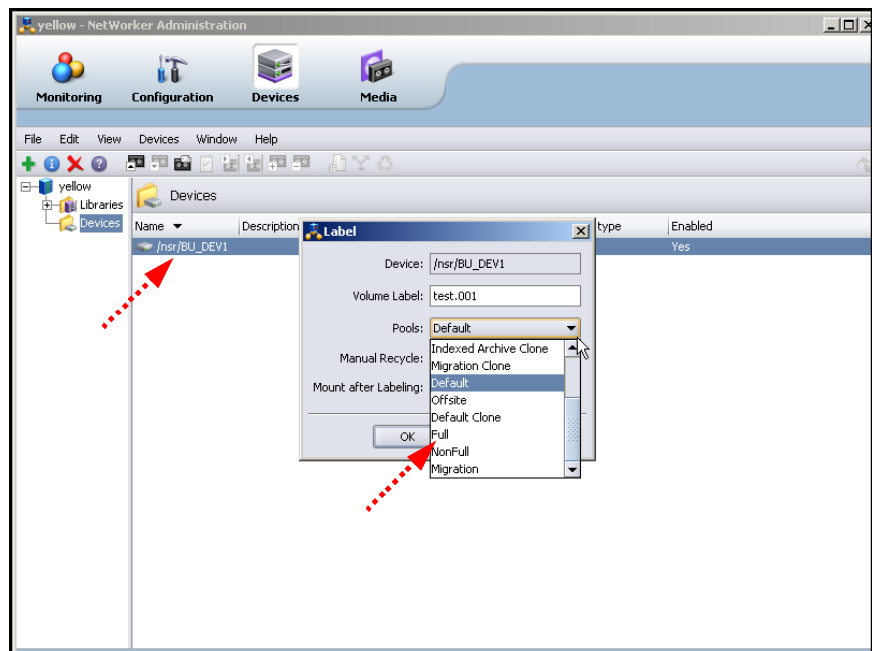 yellow - NetWorker Administration
Monitoring Configuration Devices Media
File Edit View Devices Window Help
yellow
Libraries
Devices
Devices
Name Description type Enabled
/nsr/BU_DEV1 Yes
Label
Device: /nsr/BU_DEV1
Volume Label: test.001
Pools: Default
Manual Recycle:
Mount after Labeling:
Indexed Archive Clone
Migration Clone
Default
Offsite
Default Clone
Full
NonFull
Migration
OK